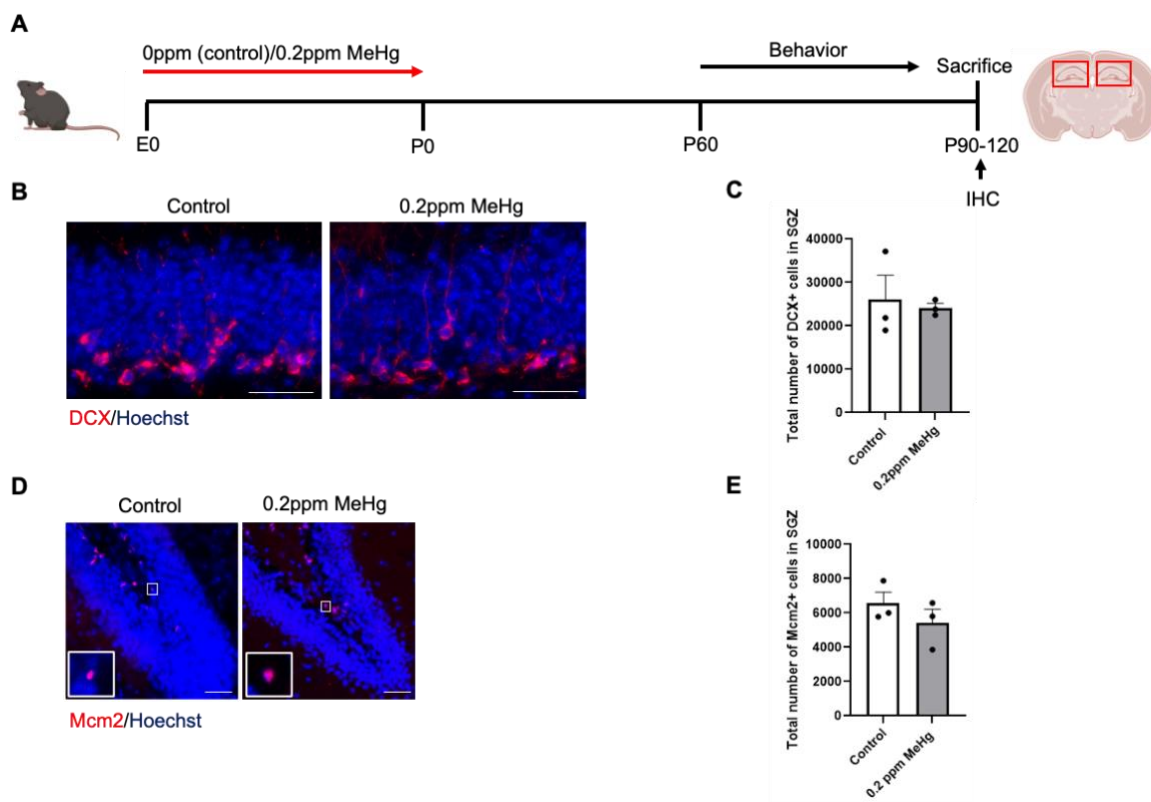 A
0ppm (control)/0.2ppm MeHg
Behavior
Sacrifice
E0
P0
P60
P90-120
IHC
B
Control
0.2ppm MeHg
DCX/Hoechst
C
Total number of DCX+ cells in SGZ
40000
30000
20000
10000
0
Control
0.2ppm MeHg
D
Control
0.2ppm MeHg
Mcm2/Hoechst
E
Total number of Mcm2+ cells in SGZ
10000
8000
6000
4000
2000
0
Control
0.2 ppm MeHg